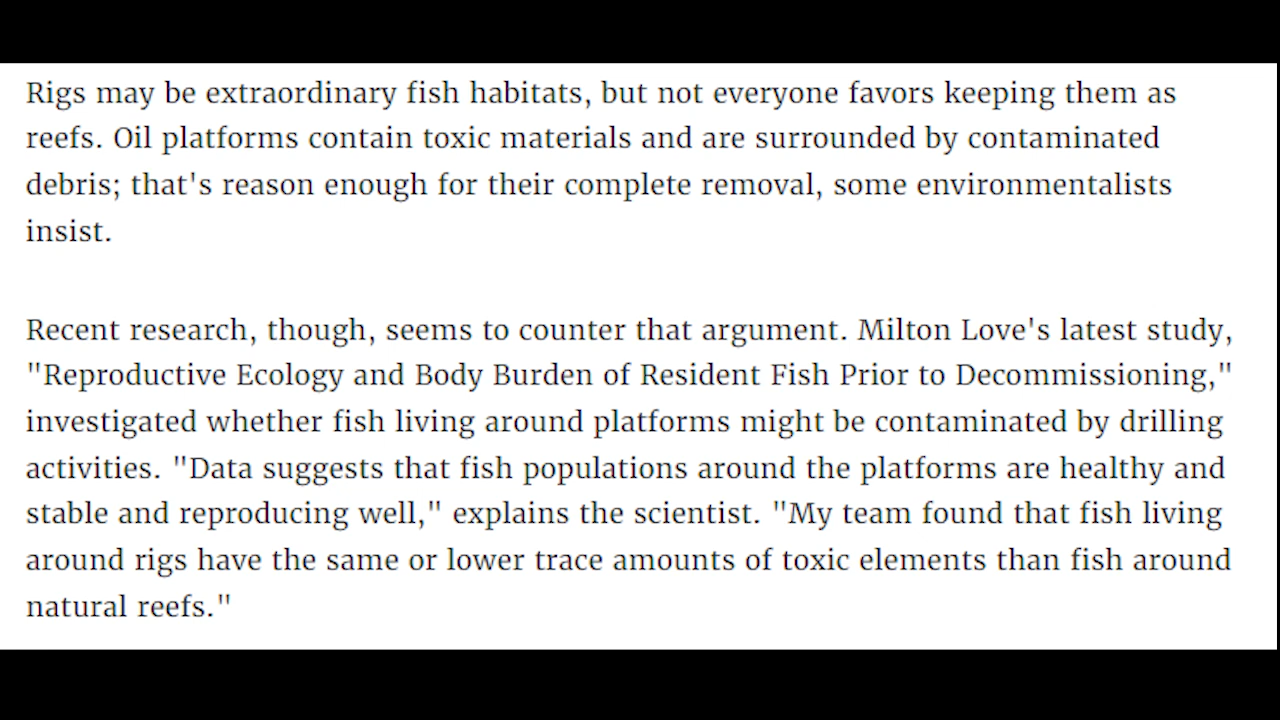 Rigs may be extraordinary fish habitats, but not everyone favors keeping them as
reefs. Oil platforms contain toxic materials and are surrounded by contaminated
debris; that's reason enough for their complete removal, some environmentalists
insist.
Recent research, though, seems to counter that argument. Milton Love's latest study,
"Reproductive Ecology and Body Burden of Resident Fish Prior to Decommissioning,"
investigated whether fish living around platforms might be contaminated by drilling
activities. "Data suggests that fish populations around the platforms are healthy and
stable and reproducing well," explains the scientist. "My team found that fish living
around rigs have the same or lower trace amounts of toxic elements than fish around
natural reefs."